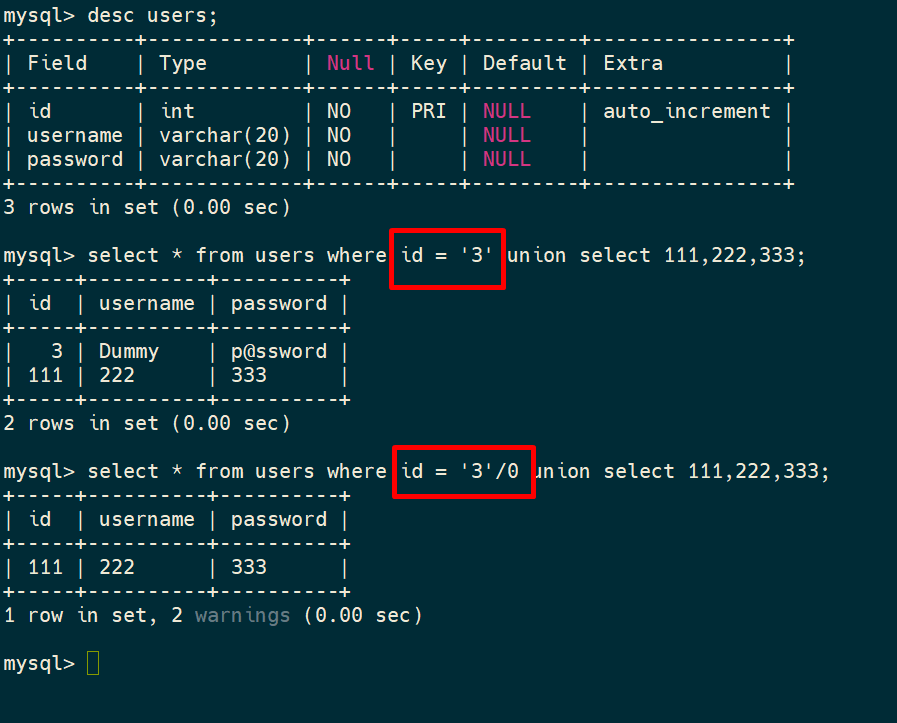 mysql> desc users;
+----------+-------------+------+-----+---------+----------------+
| Field    | Type        | Null | Key | Default | Extra          |
+----------+-------------+------+-----+---------+----------------+
| id       | int         | NO   | PRI | NULL    | auto_increment |
| username | varchar(20) | NO   |     | NULL    |                |
| password | varchar(20) | NO   |     | NULL    |                |
+----------+-------------+------+-----+---------+----------------+
3 rows in set (0.00 sec)
mysql> select * from users where id = '3' union select 111,222,333;
+-----+----------+----------+
| id  | username | password |
+-----+----------+----------+
|   3 | Dummy    | p@ssword |
| 111 | 222      | 333      |
+-----+----------+----------+
2 rows in set (0.00 sec)
mysql> select * from users where id = '3'/0 union select 111,222,333;
+-----+----------+----------+
| id  | username | password |
+-----+----------+----------+
| 111 | 222      | 333      |
+-----+----------+----------+
1 row in set, 2 warnings (0.00 sec)
mysql>